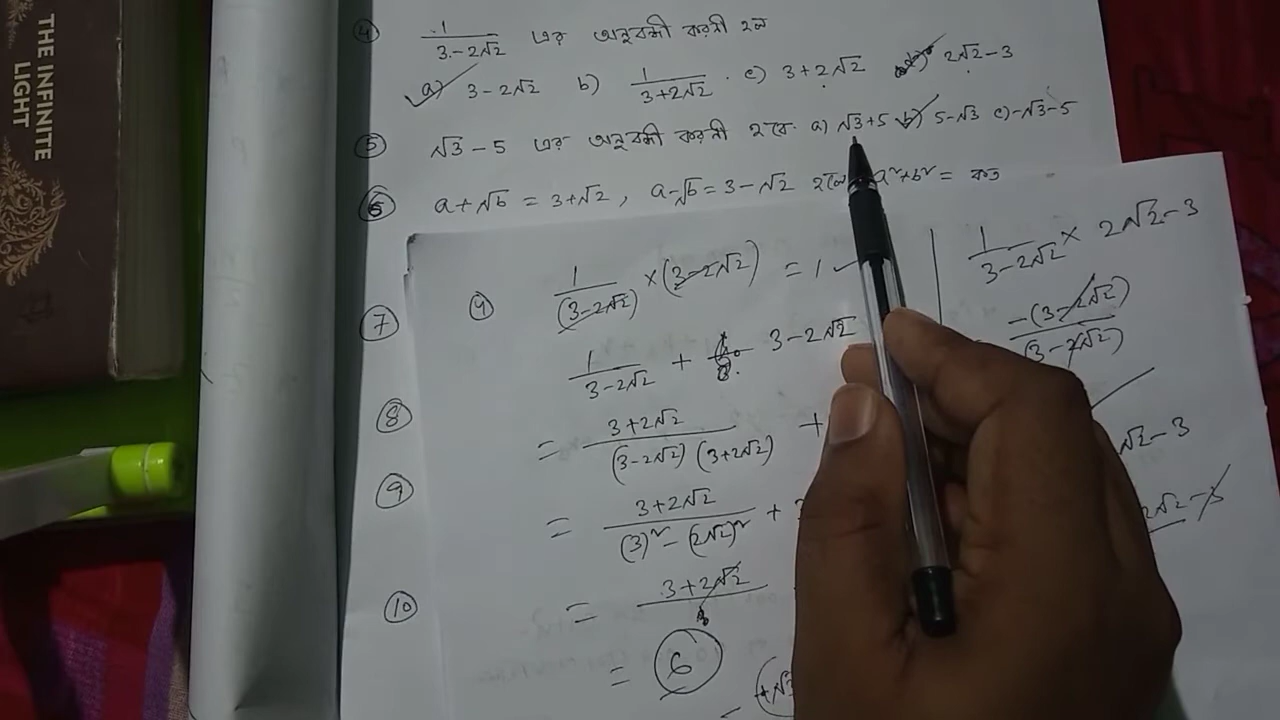 THE INFINITE LIGHT
④ 1/(3-2√2) এর অনুবন্ধী করণী হল
a) 3-2√2 b) 1/(3+2√2) c) 3+2√2 2√2-3
⑤ √3-5 এর অনুবন্ধী করণী হবে a) √3+5 b) 5-√3 c) -√3-5
⑥ a+√b = 3+√2, a-√b = 3-√2 হলে a²+b² = কত
⑦
⑧
⑨
⑩
④ 1/(3-2√2) × (3-2√2) = 1
1/(3-2√2) + 3-2√2
= 3+2√2/(3-2√2)(3+2√2) +
= 3+2√2/(3)²-(2√2)² +
= 3+2√2
= 6
1/(3-2√2) × 2√2-3
-(3-2√2)/(3-2√2)
√2-3